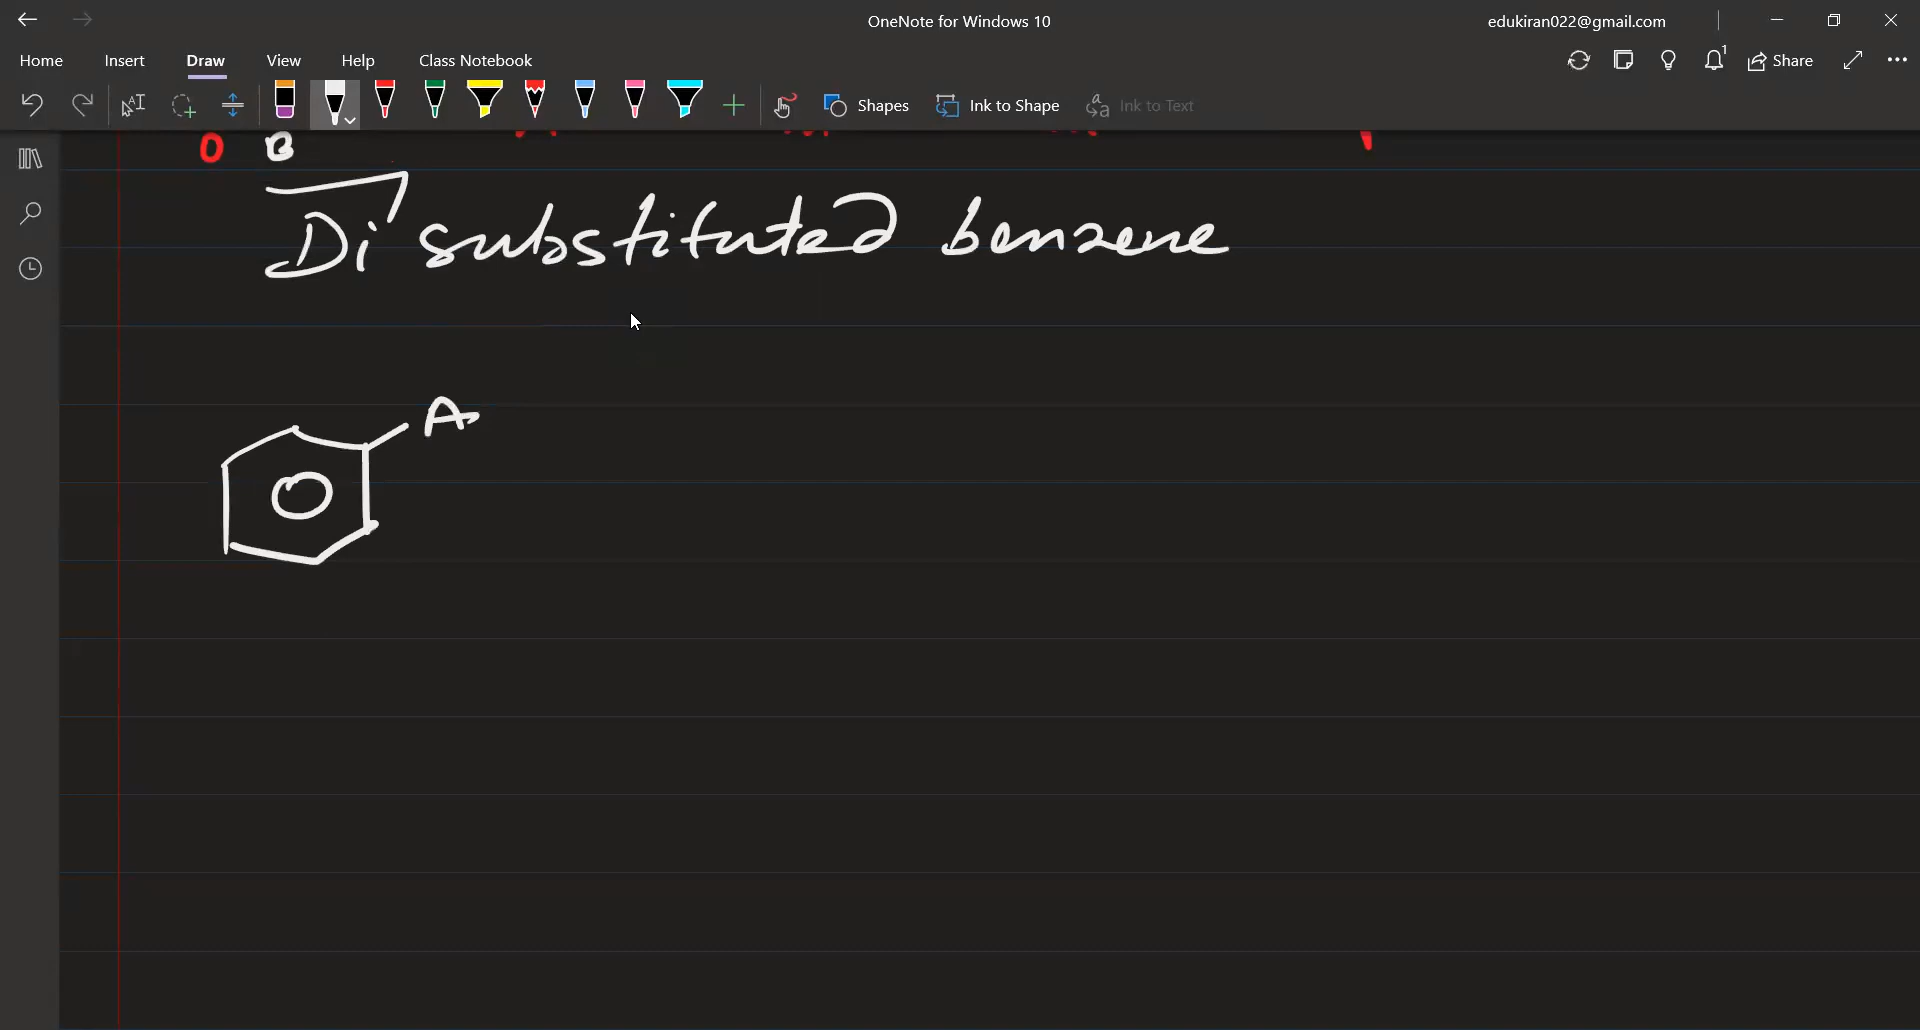 OneNote for Windows 10
edukiran022@gmail.com
Home Insert Draw View Help Class Notebook
1 Share
Shapes Ink to Shape Ink to Text
O B
Di substituted benzene
A